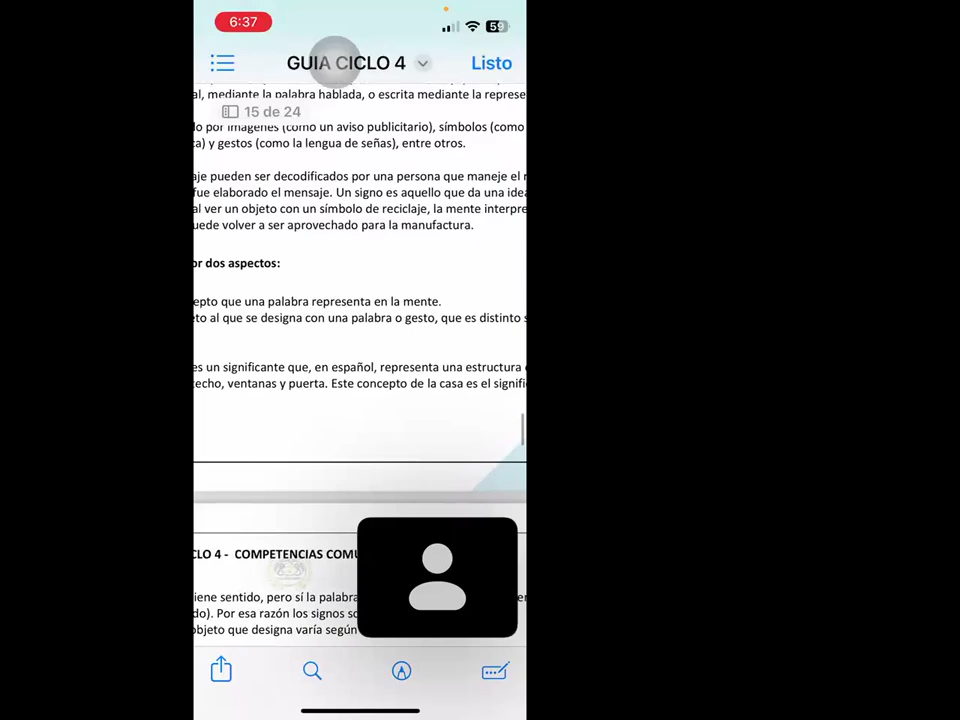 6:37
59
GUIA CICLO 4
Listo
al, mediante la palabra hablada, o escrita mediante la represe
15 de 24
o por imágenes (como un aviso publicitario), símbolos (como
ca) y gestos (como la lengua de señas), entre otros.
aje pueden ser decodificados por una persona que maneje el
fue elaborado el mensaje. Un signo es aquello que da una idea
al ver un objeto con un símbolo de reciclaje, la mente interpre
uede volver a ser aprovechado para la manufactura.
or dos aspectos:
epto que una palabra representa en la mente.
eto al que se designa con una palabra o gesto, que es distinto s
es un significante que, en español, representa una estructura
techo, ventanas y puerta. Este concepto de la casa es el signifi
CLO 4 - COMPETENCIAS COMU
iene sentido, pero sí la palabra
do). Por esa razón los signos so
objeto que designa varía según